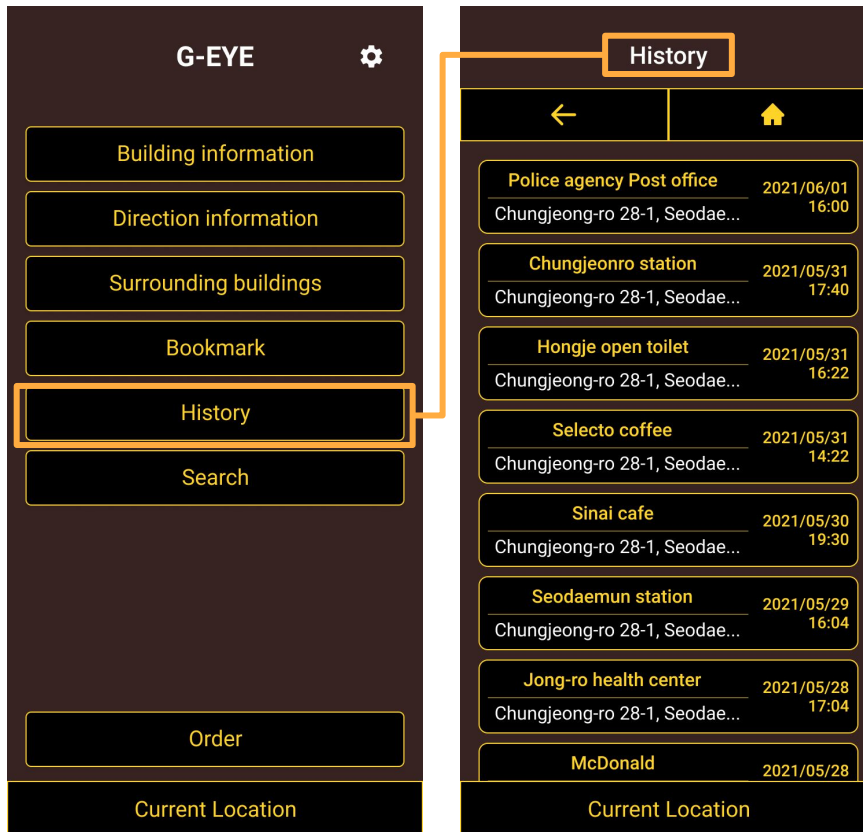 G-EYE
Building information
Direction information
Surrounding buildings
Bookmark
History
Search
Order
Current Location
History
Police agency Post office
Chungjeong-ro 28-1, Seodae...
2021/06/01
16:00
Chungjeonro station
Chungjeong-ro 28-1, Seodae...
2021/05/31
17:40
Hongje open toilet
Chungjeong-ro 28-1, Seodae...
2021/05/31
16:22
Selecto coffee
Chungjeong-ro 28-1, Seodae...
2021/05/31
14:22
Sinai cafe
Chungjeong-ro 28-1, Seodae...
2021/05/30
19:30
Seodaemun station
Chungjeong-ro 28-1, Seodae...
2021/05/29
16:04
Jong-ro health center
Chungjeong-ro 28-1, Seodae...
2021/05/28
17:04
McDonald
2021/05/28
Current Location